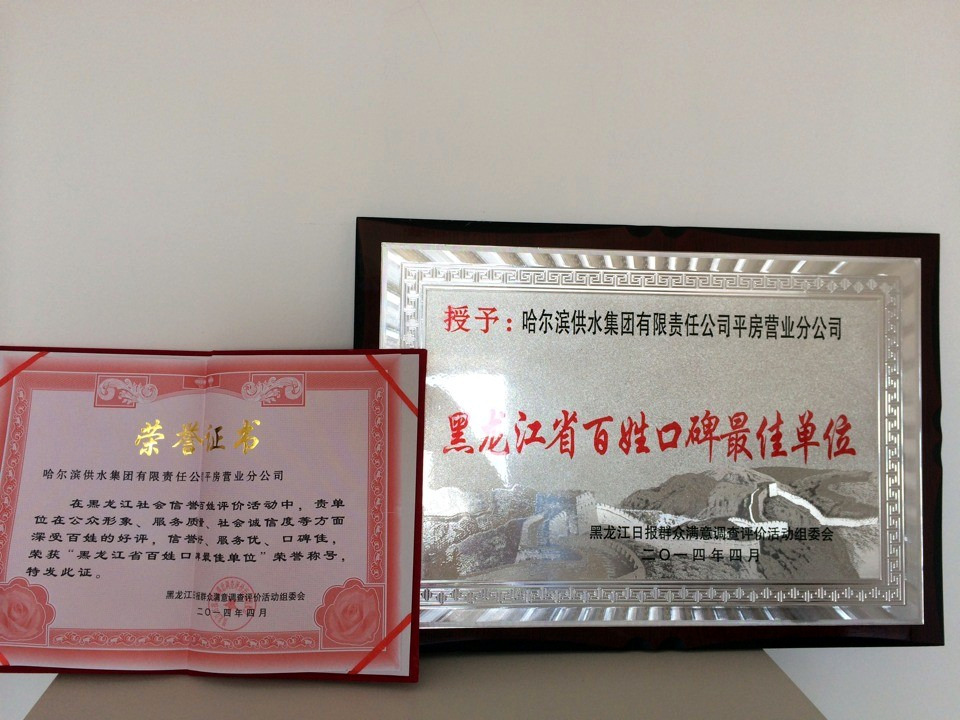 荣誉证书
哈尔滨供水集团有限责任公平房营业分公司
在黑龙江社会信誉百姓评价活动中，贵单
位在公众形象、服务质量、社会诚信度等方面
深受百姓的好评，信誉、服务优、口碑佳，
荣获“黑龙江省百姓口碑最佳单位”荣誉称号，
特发此证。
黑龙江日报群众满意调查评价活动组委会
二〇一四年四月
授予：哈尔滨供水集团有限责任公司平房营业分公司
黑龙江省百姓口碑最佳单位
黑龙江日报群众满意调查评价活动组委会
二〇一四年四月